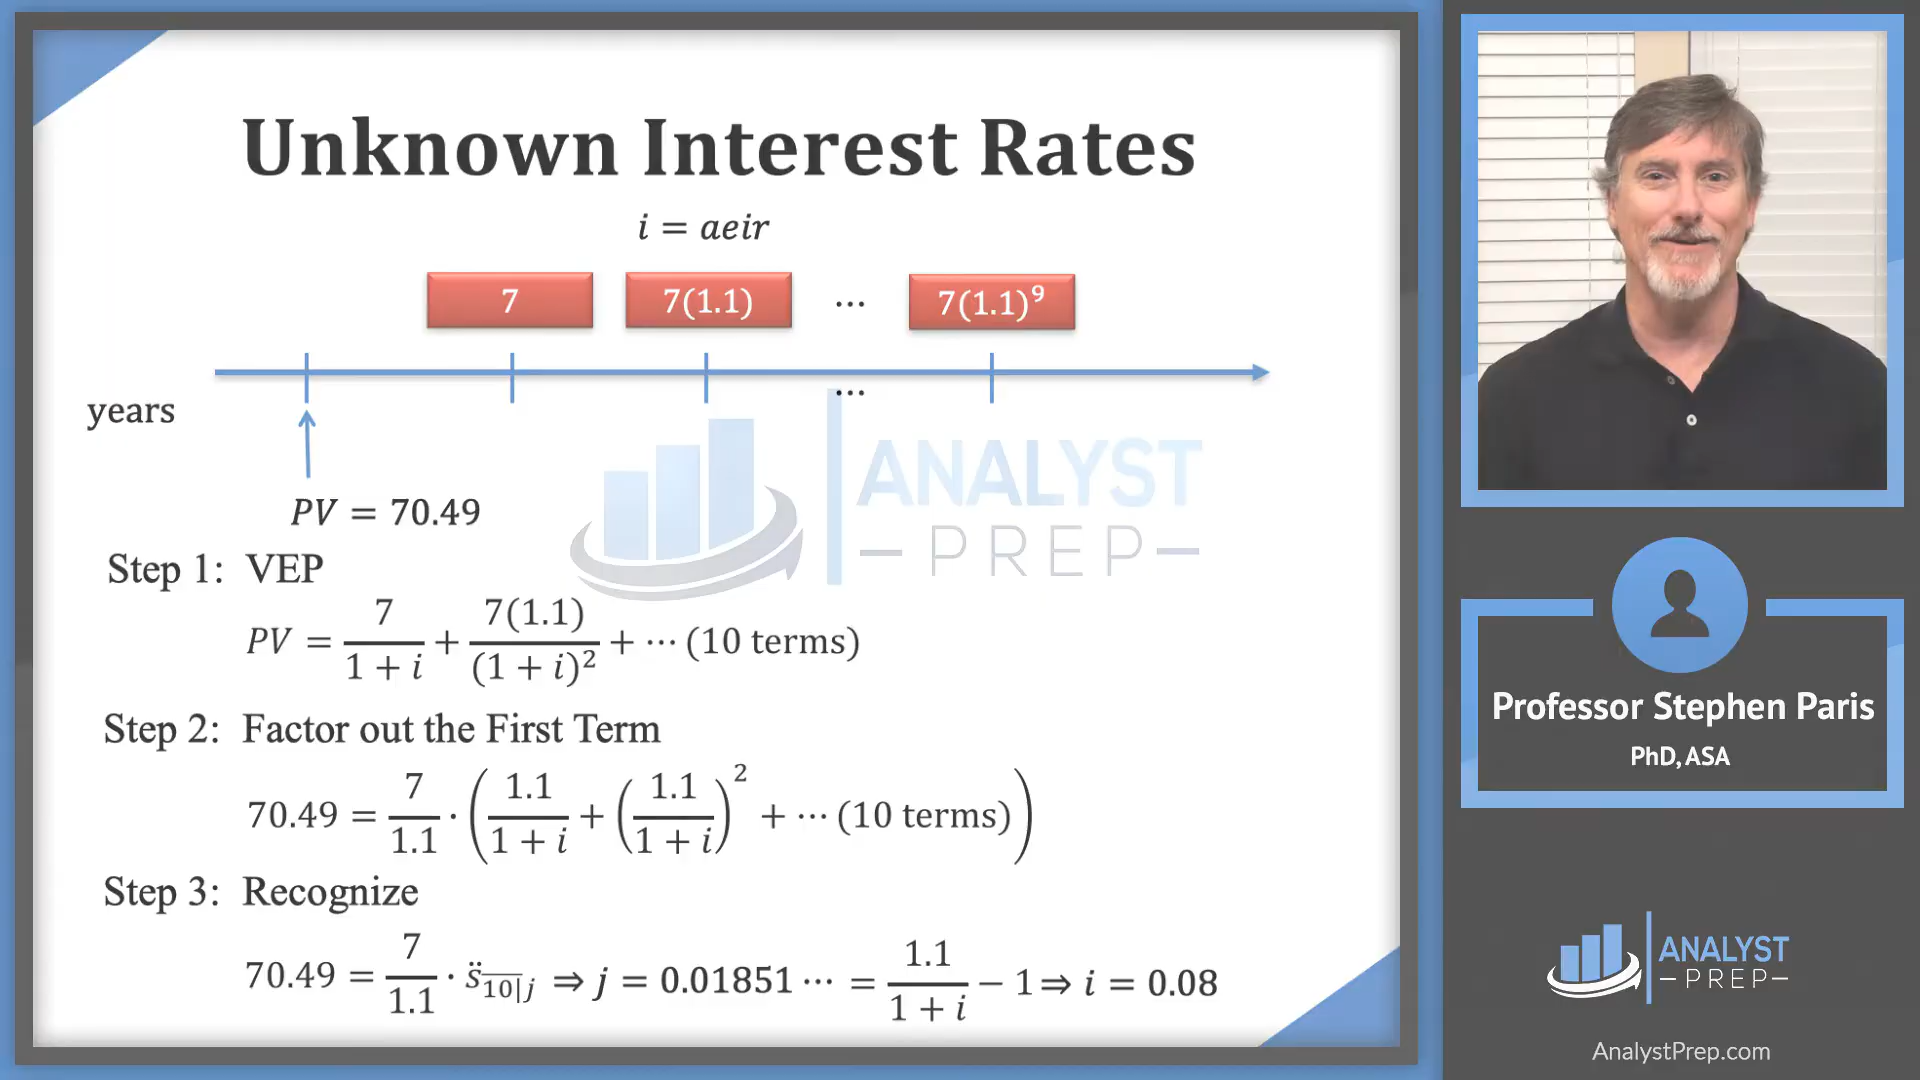 Unknown Interest Rates
i = aeir
7 7(1.1) ... 7(1.1)⁹
...
years
PV = 70.49
ANALYST
PREP
Step 1: VEP
PV = 7/(1 + i) + 7(1.1)/(1 + i)² + ⋯ (10 terms)
Step 2: Factor out the First Term
70.49 = 7/1.1 · (1.1/(1 + i) + (1.1/(1 + i))² + ⋯ (10 terms))
Step 3: Recognize
70.49 = 7/1.1 · s̈_10|j ⇒ j = 0.01851 ⋯ = 1.1/(1 + i) − 1 ⇒ i = 0.08
Professor Stephen Paris
PhD, ASA
ANALYST
PREP
AnalystPrep.com